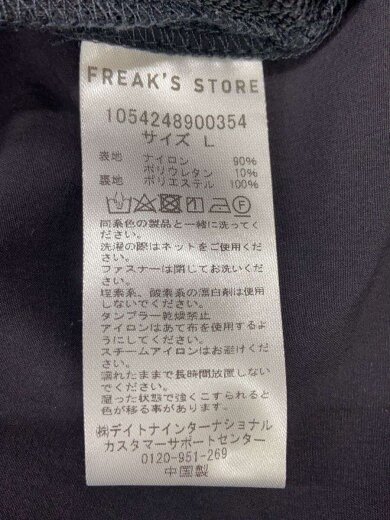 FREAK'S STORE
1054248900354
サイズ L
表地 ナイロン 90%
ポリウレタン 10%
裏地 ポリエステル 100%
同系色の製品と一緒に洗って
ください。
洗濯の際はネットをご使用くだ
さい。
ファスナーは閉じてお洗いくだ
さい。
塩素系、酸素系の漂白剤は使用
しないでください。
タンブラー乾燥禁止
アイロンはあて布を使用するよ
うにしてください。
スチームアイロンはお避けくだ
さい。
濡れたままで長時間放置しない
でください。
湿った状態で強くこすられると
色が移る事があります。
㈱デイトナインターナショナル
カスタマーサポートセンター
0120-951-269
中国製